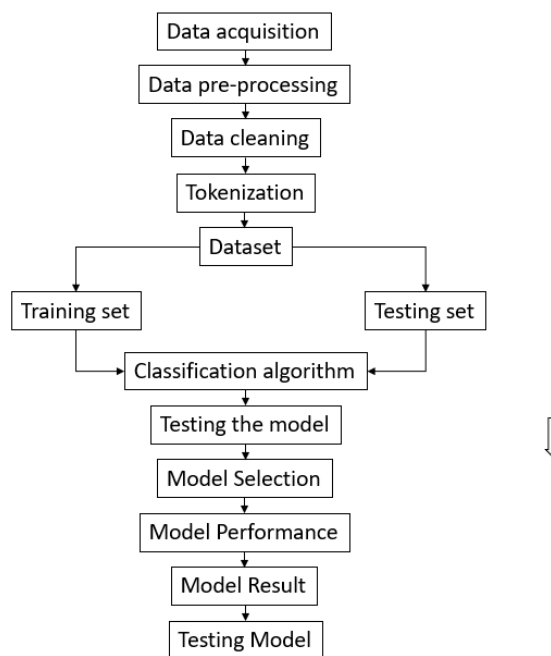 Data acquisition
Data pre-processing
Data cleaning
Tokenization
Dataset
Training set
Testing set
Classification algorithm
Testing the model
Model Selection
Model Performance
Model Result
Testing Model